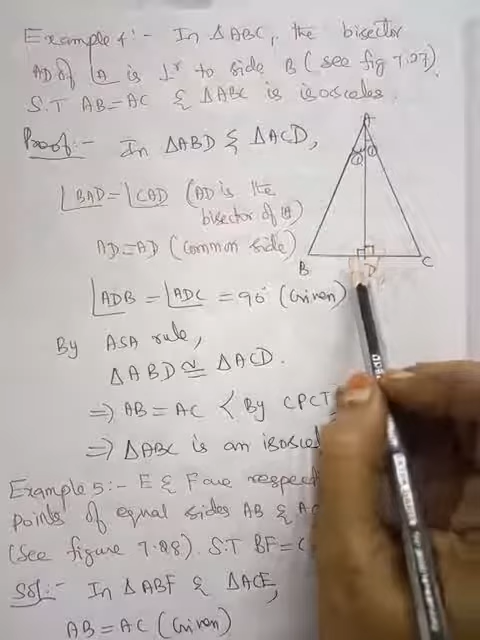 Example 4:- In ΔABC, the bisector
AD of ∠A is ⊥r to side B (see fig 7.27).
S.T AB=AC & ΔABC is isosceles.
Proof:- In ΔABD & ΔACD,
∠BAD=∠CAD (AD is the
bisector of A)
AD=AD (common side)
∠ADB = ∠ADC = 90° (Given)
By ASA rule,
ΔABD ≅ ΔACD.
⇒ AB = AC < By CPCT
⇒ ΔABC is an isosc
Example 5:- E & F are respect
points of equal sides AB & AC
(See figure 7.28). S.T BF=C
Sol:- In ΔABF & ΔACE,
AB = AC (Given)
A
B
D
C